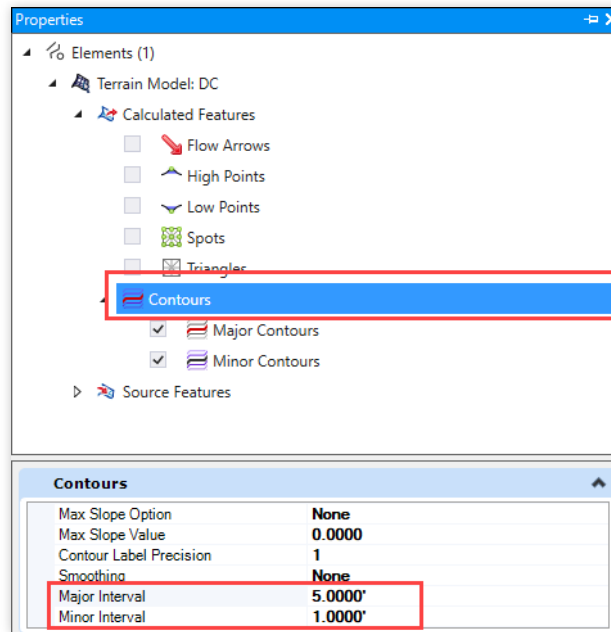 Properties
Elements (1)
Terrain Model: DC
Calculated Features
Flow Arrows
High Points
Low Points
Spots
Triangles
Contours
Major Contours
Minor Contours
Source Features
Contours
Max Slope Option None
Max Slope Value 0.0000
Contour Label Precision 1
Smoothing None
Major Interval 5.0000'
Minor Interval 1.0000'